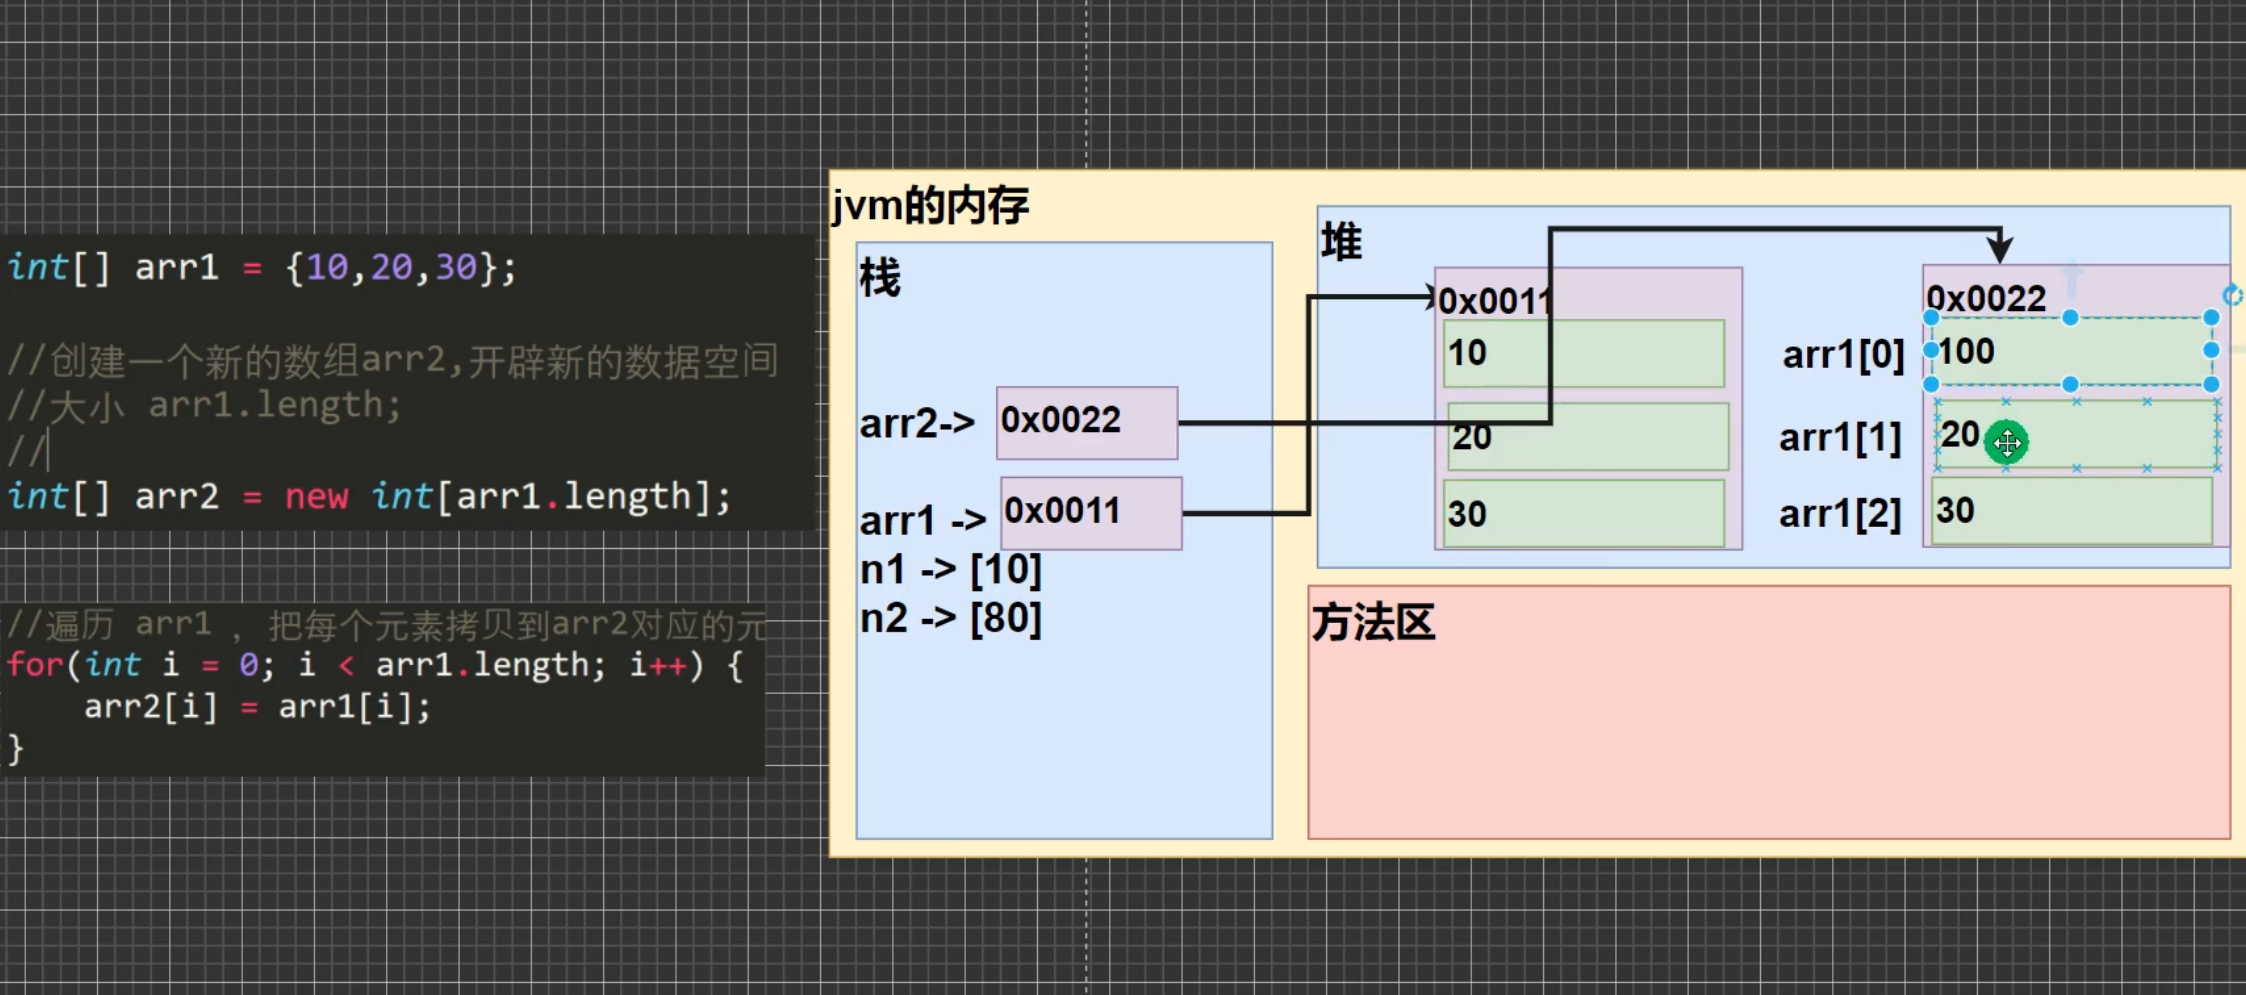 int[] arr1 = {10,20,30};
//创建一个新的数组arr2,开辟新的数据空间
//大小 arr1.length;
//
int[] arr2 = new int[arr1.length];
//遍历 arr1 ，把每个元素拷贝到arr2对应的元
for(int i = 0; i < arr1.length; i++) {
arr2[i] = arr1[i];
}
jvm的内存
栈
arr2-> 0x0022
arr1 -> 0x0011
n1 -> [10]
n2 -> [80]
堆
0x0011
10
20
30
0x0022
arr1[0] 100
arr1[1] 20
arr1[2] 30
方法区